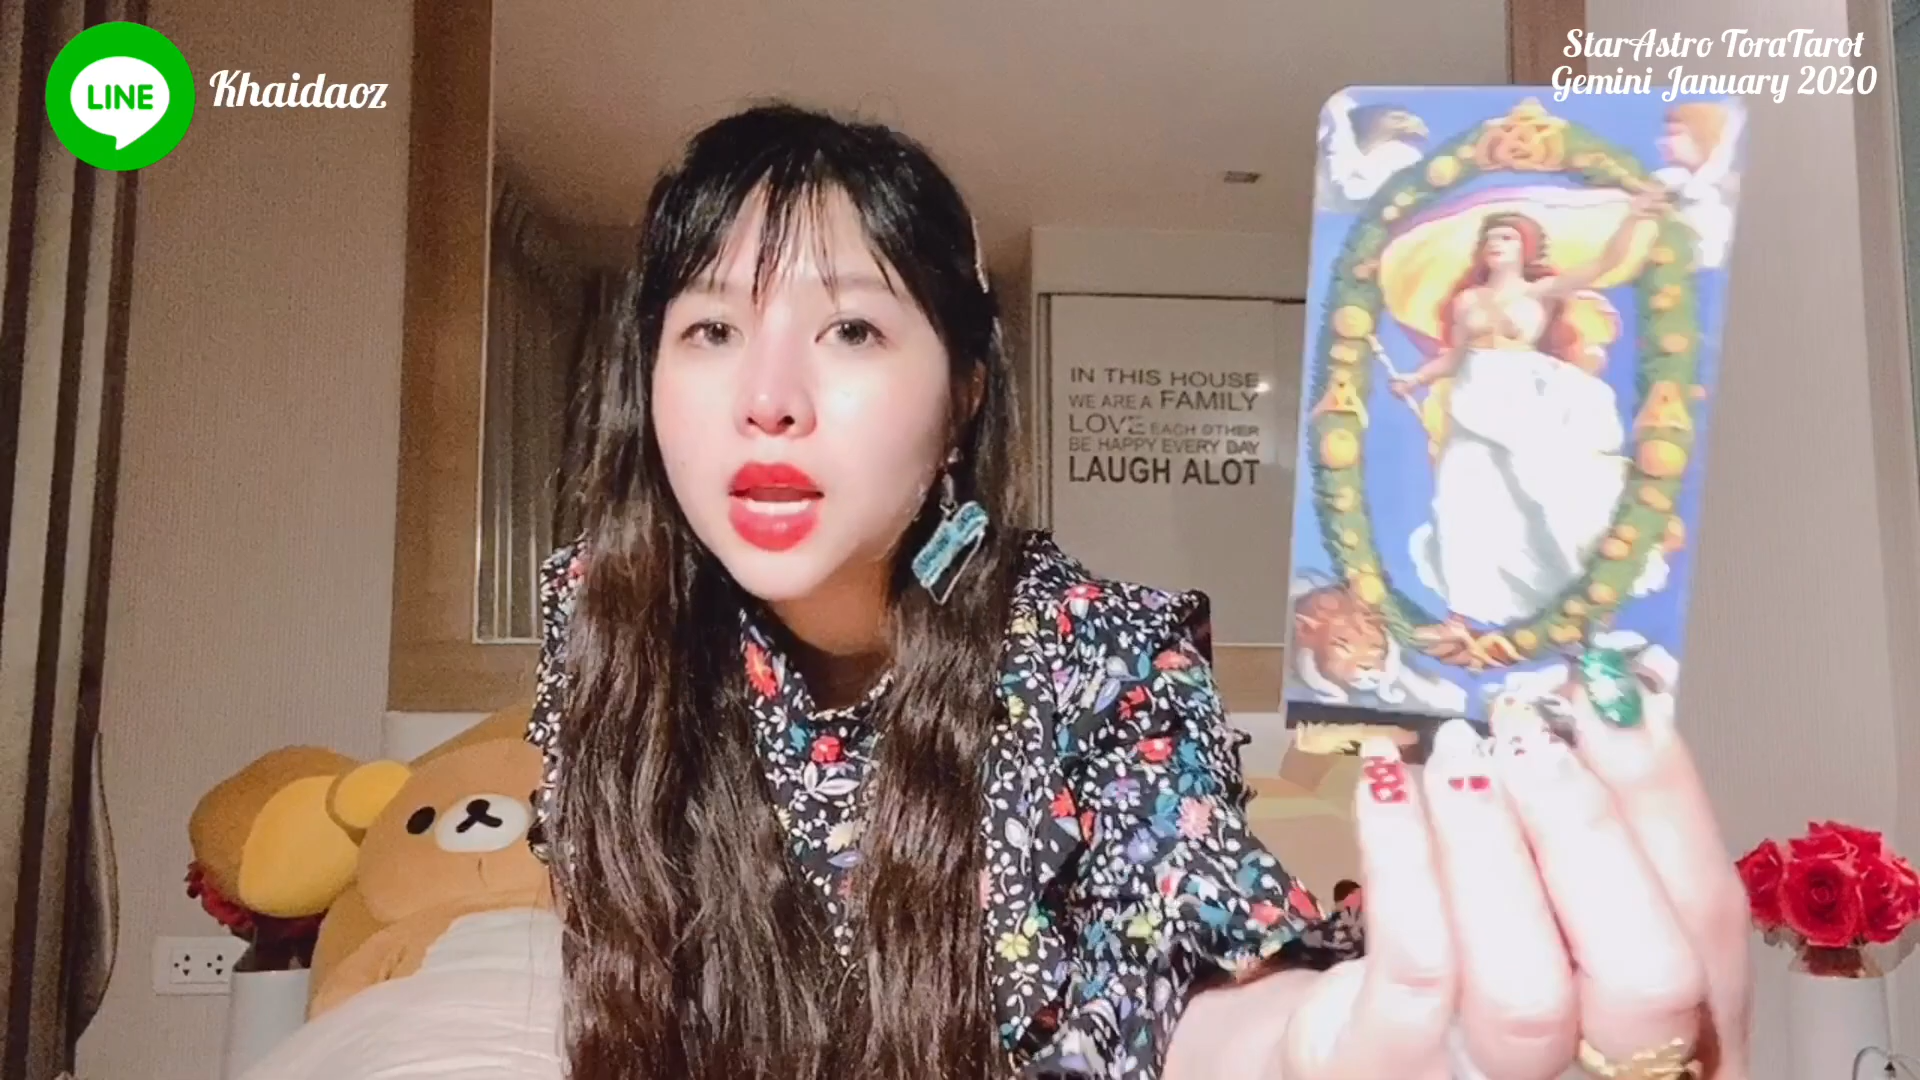 LINE
Khaidaoz
StarAstro ToraTarot
Gemini January 2020
IN THIS HOUSE
WE ARE A FAMILY
LOVE EACH OTHER
BE HAPPY EVERY DAY
LAUGH ALOT